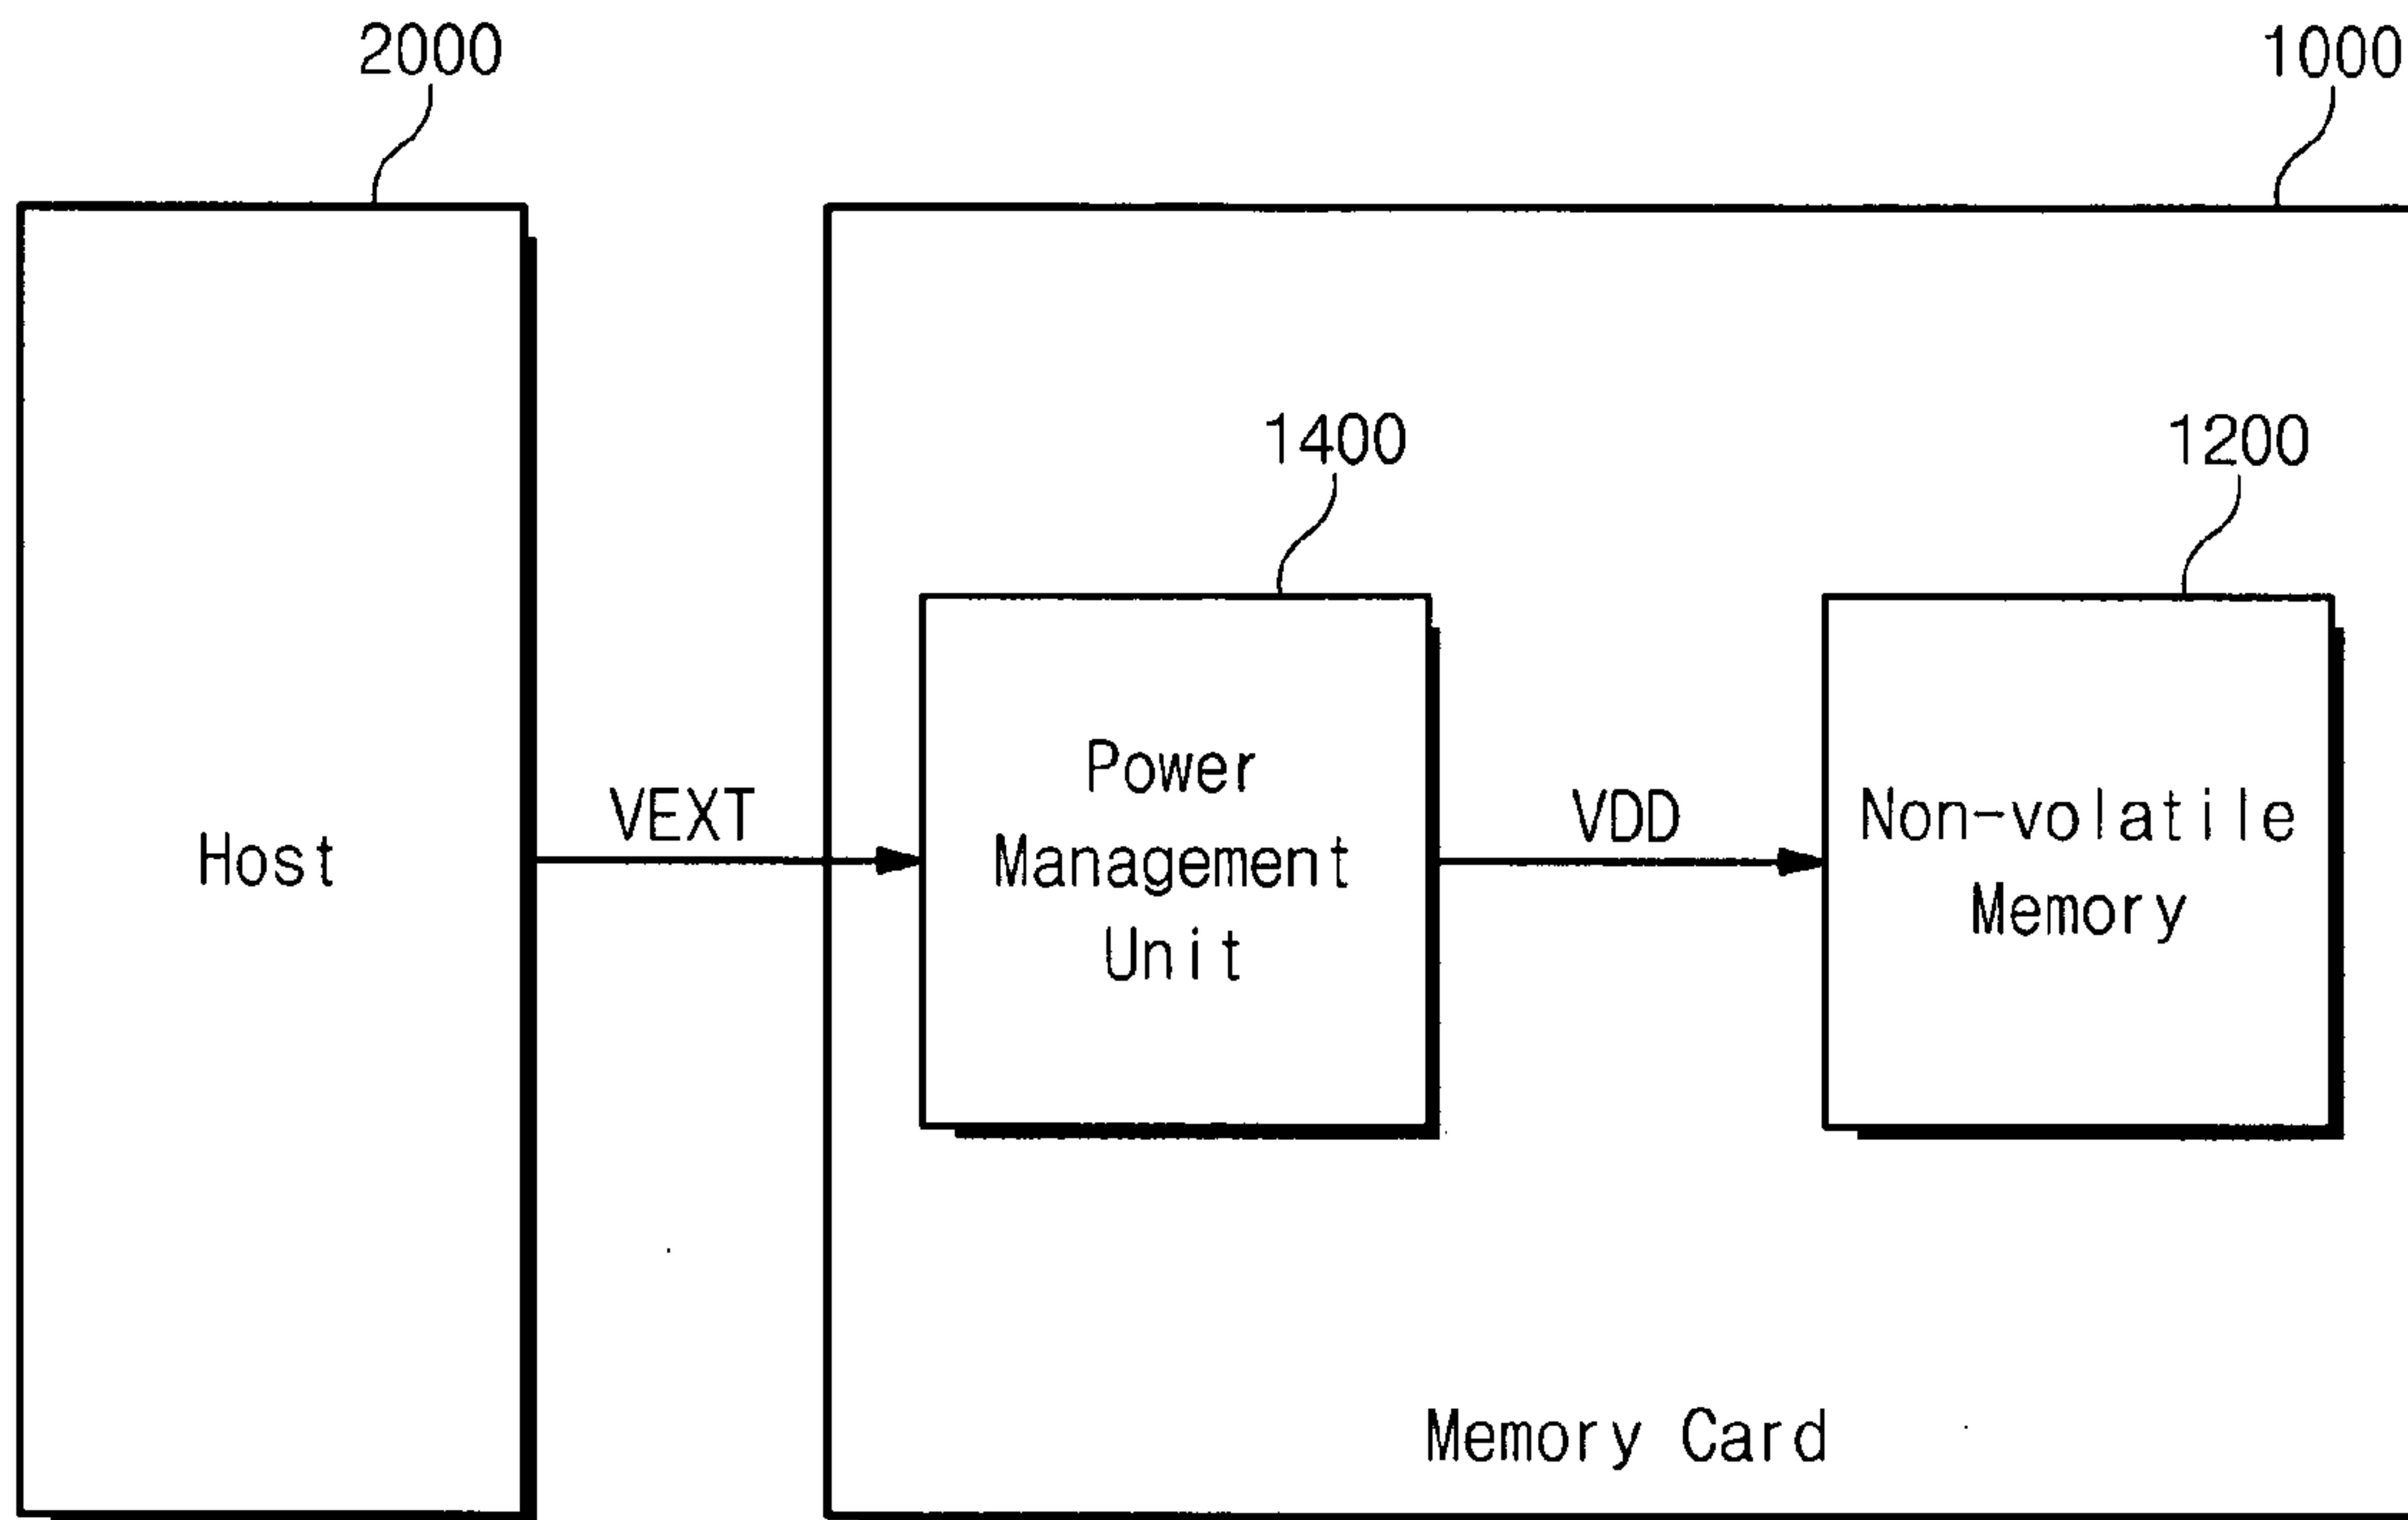 2000
1000
1400
1200
Host
VEXT
Power
Management
Unit
VDD
Non-volatile
Memory
Memory Card